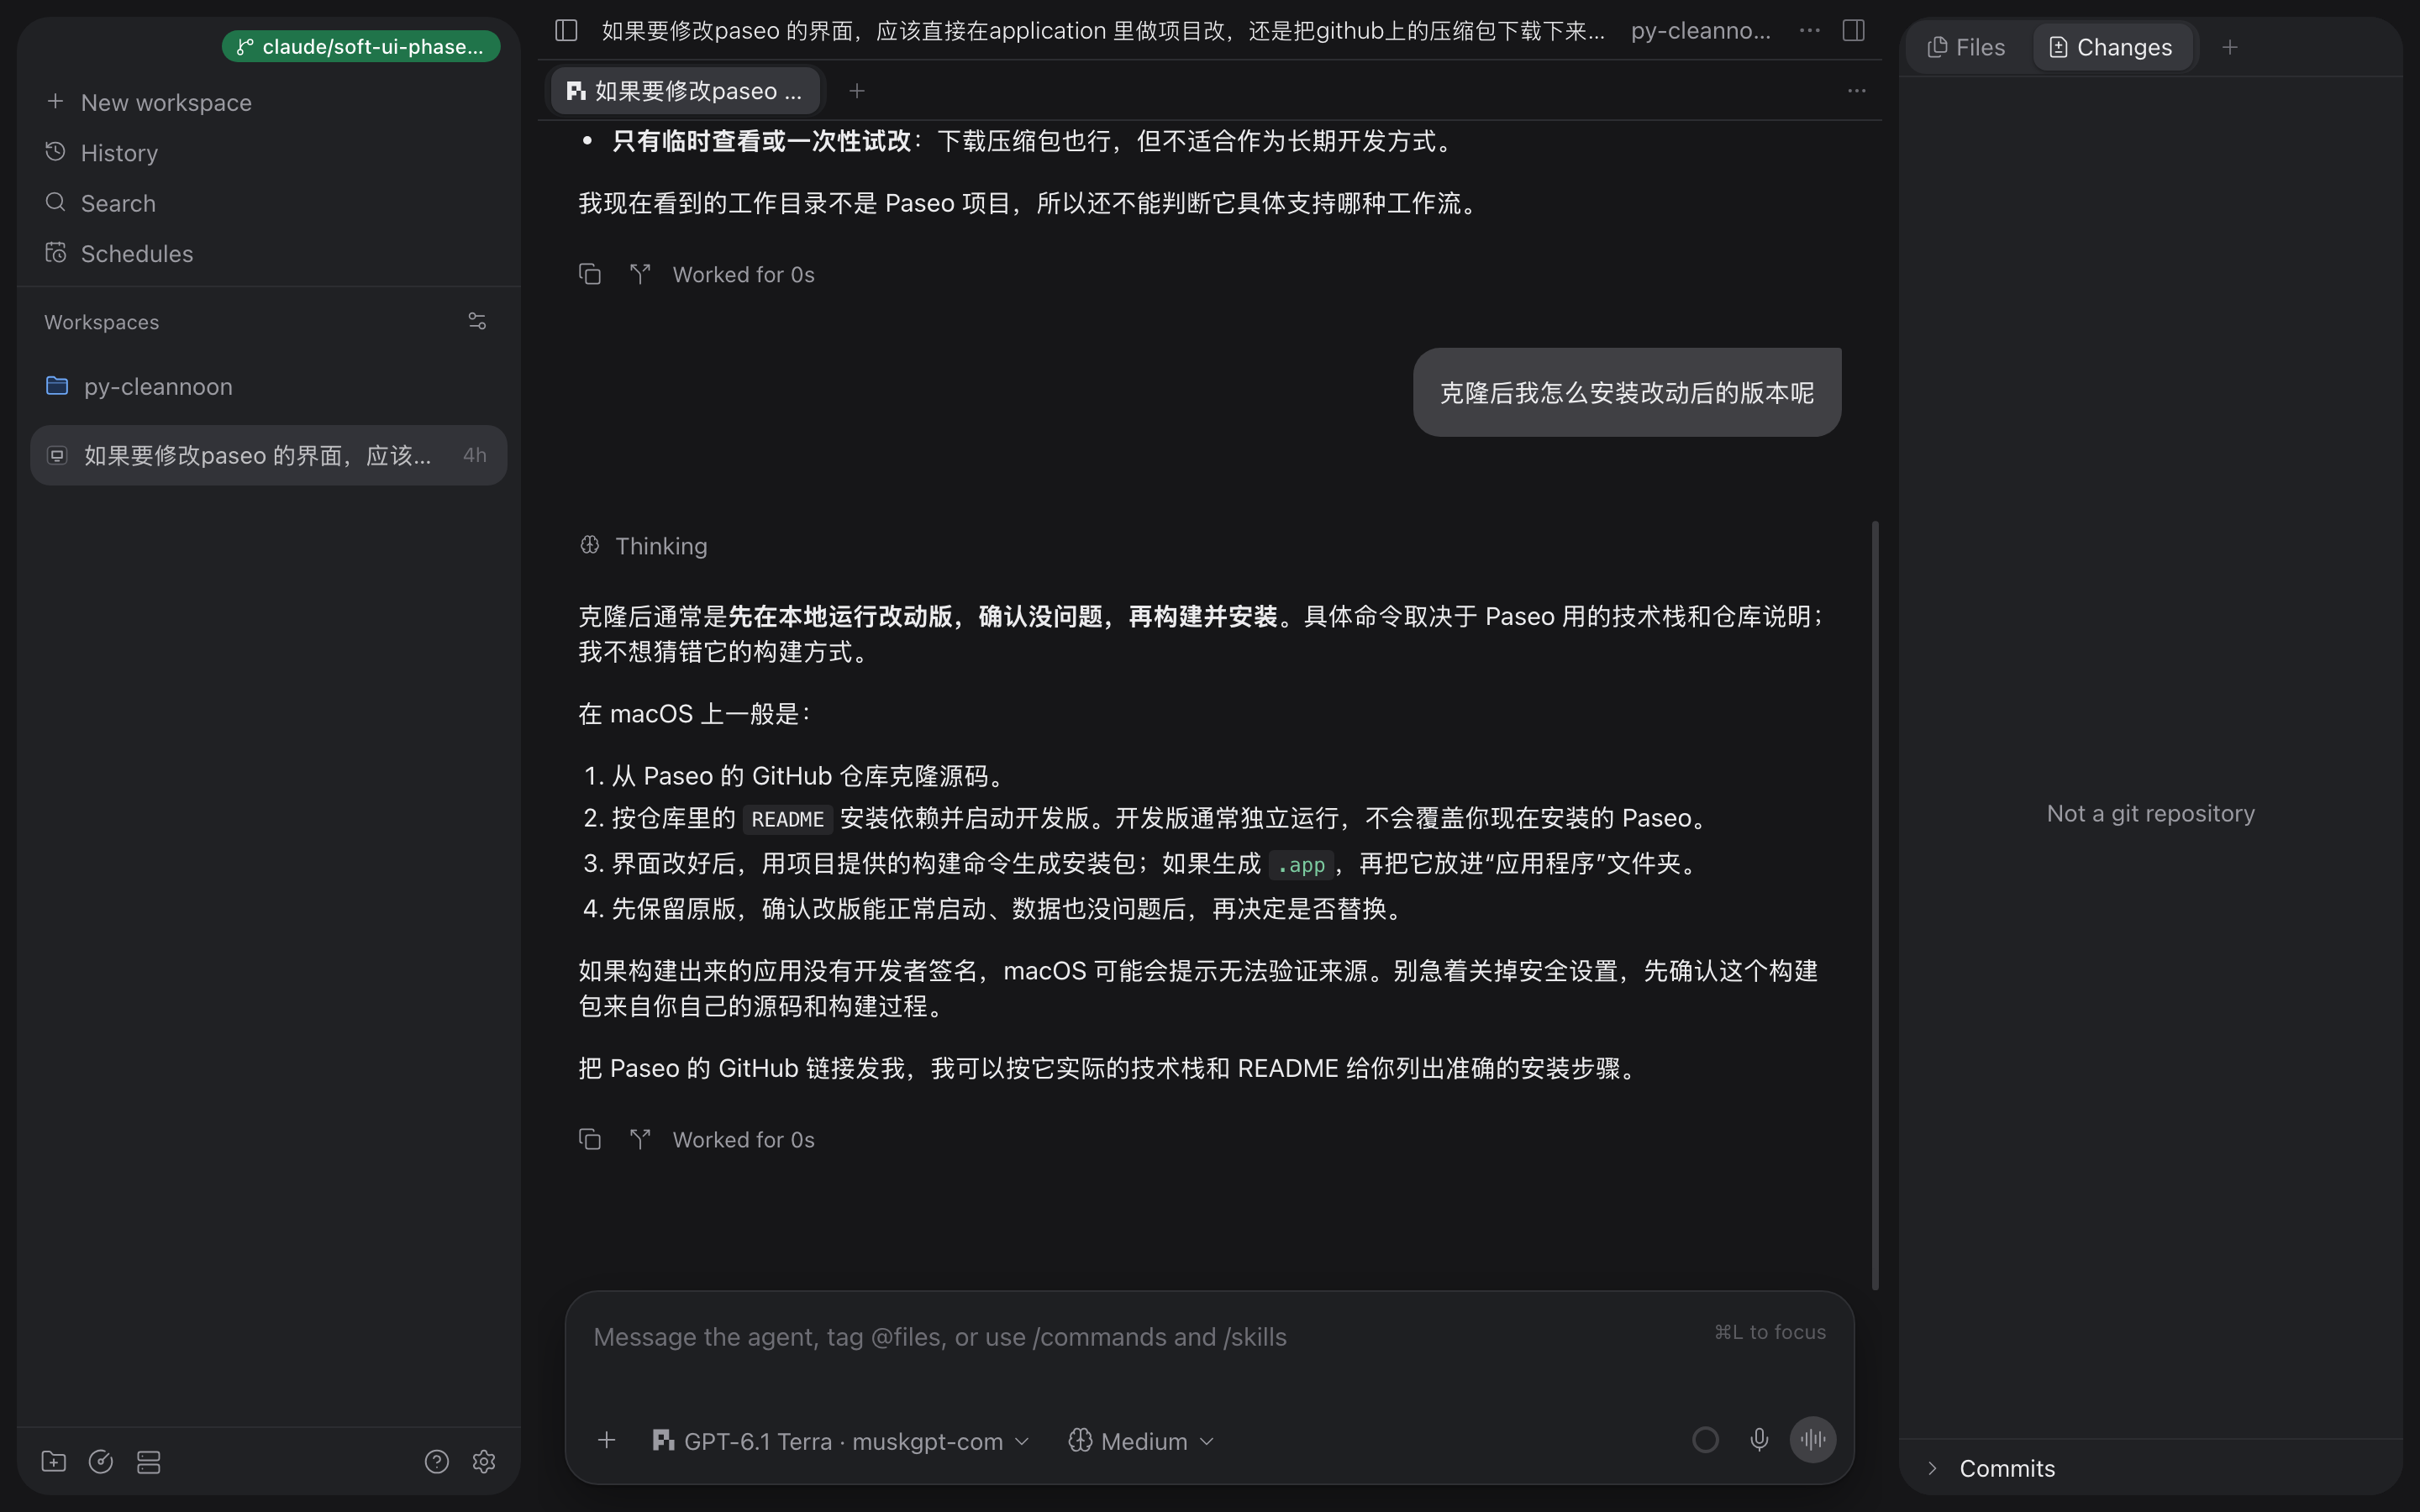 claude/soft-ui-phase...
New workspace
History
Search
Schedules
Workspaces
py-cleannoon
如果要修改paseo 的界面，应该... 4h
如果要修改paseo 的界面，应该直接在application 里做项目改，还是把github上的压缩包下载下来... py-cleanno...
如果要修改paseo ...
• 只有临时查看或一次性试改：下载压缩包也行，但不适合作为长期开发方式。
我现在看到的工作目录不是 Paseo 项目，所以还不能判断它具体支持哪种工作流。
Worked for 0s
克隆后我怎么安装改动后的版本呢
Thinking
克隆后通常是先在本地运行改动版，确认没问题，再构建并安装。具体命令取决于 Paseo 用的技术栈和仓库说明；
我不想猜错它的构建方式。
在 macOS 上一般是：
1. 从 Paseo 的 GitHub 仓库克隆源码。
2. 按仓库里的 README 安装依赖并启动开发版。开发版通常独立运行，不会覆盖你现在安装的 Paseo。
3. 界面改好后，用项目提供的构建命令生成安装包；如果生成 .app，再把它放进“应用程序”文件夹。
4. 先保留原版，确认改版能正常启动、数据也没问题后，再决定是否替换。
如果构建出来的应用没有开发者签名，macOS 可能会提示无法验证来源。别急着关掉安全设置，先确认这个构建
包来自你自己的源码和构建过程。
把 Paseo 的 GitHub 链接发我，我可以按它实际的技术栈和 README 给你列出准确的安装步骤。
Worked for 0s
Message the agent, tag @files, or use /commands and /skills
⌘L to focus
GPT-6.1 Terra · muskgpt-com
Medium
Files
Changes
Not a git repository
Commits